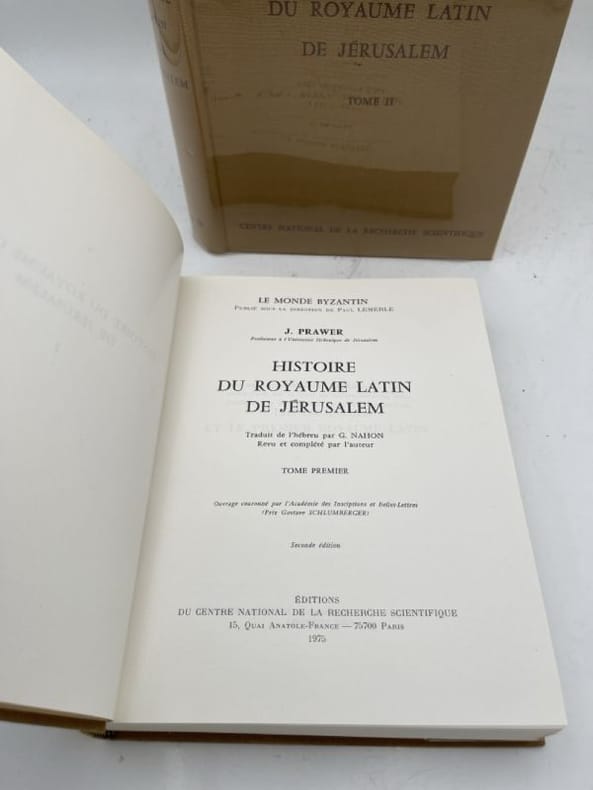 DU ROYAUME LATIN
DE JÉRUSALEM
TOME II
CENTRE NATIONAL DE LA RECHERCHE SCIENTIFIQUE
LE MONDE BYZANTIN
PUBLIÉ SOUS LA DIRECTION DE PAUL LEMERLE
J. PRAWER
Professeur à l'Université Hébraïque de Jérusalem
HISTOIRE
DU ROYAUME LATIN
DE JÉRUSALEM
Traduit de l'hébreu par G. NAHON
Revu et complété par l'auteur
TOME PREMIER
Ouvrage couronné par l'Académie des Inscriptions et Belles-Lettres
(Prix Gustave SCHLUMBERGER)
Seconde édition
ÉDITIONS
DU CENTRE NATIONAL DE LA RECHERCHE SCIENTIFIQUE
15, QUAI ANATOLE-FRANCE — 75700 PARIS
1975